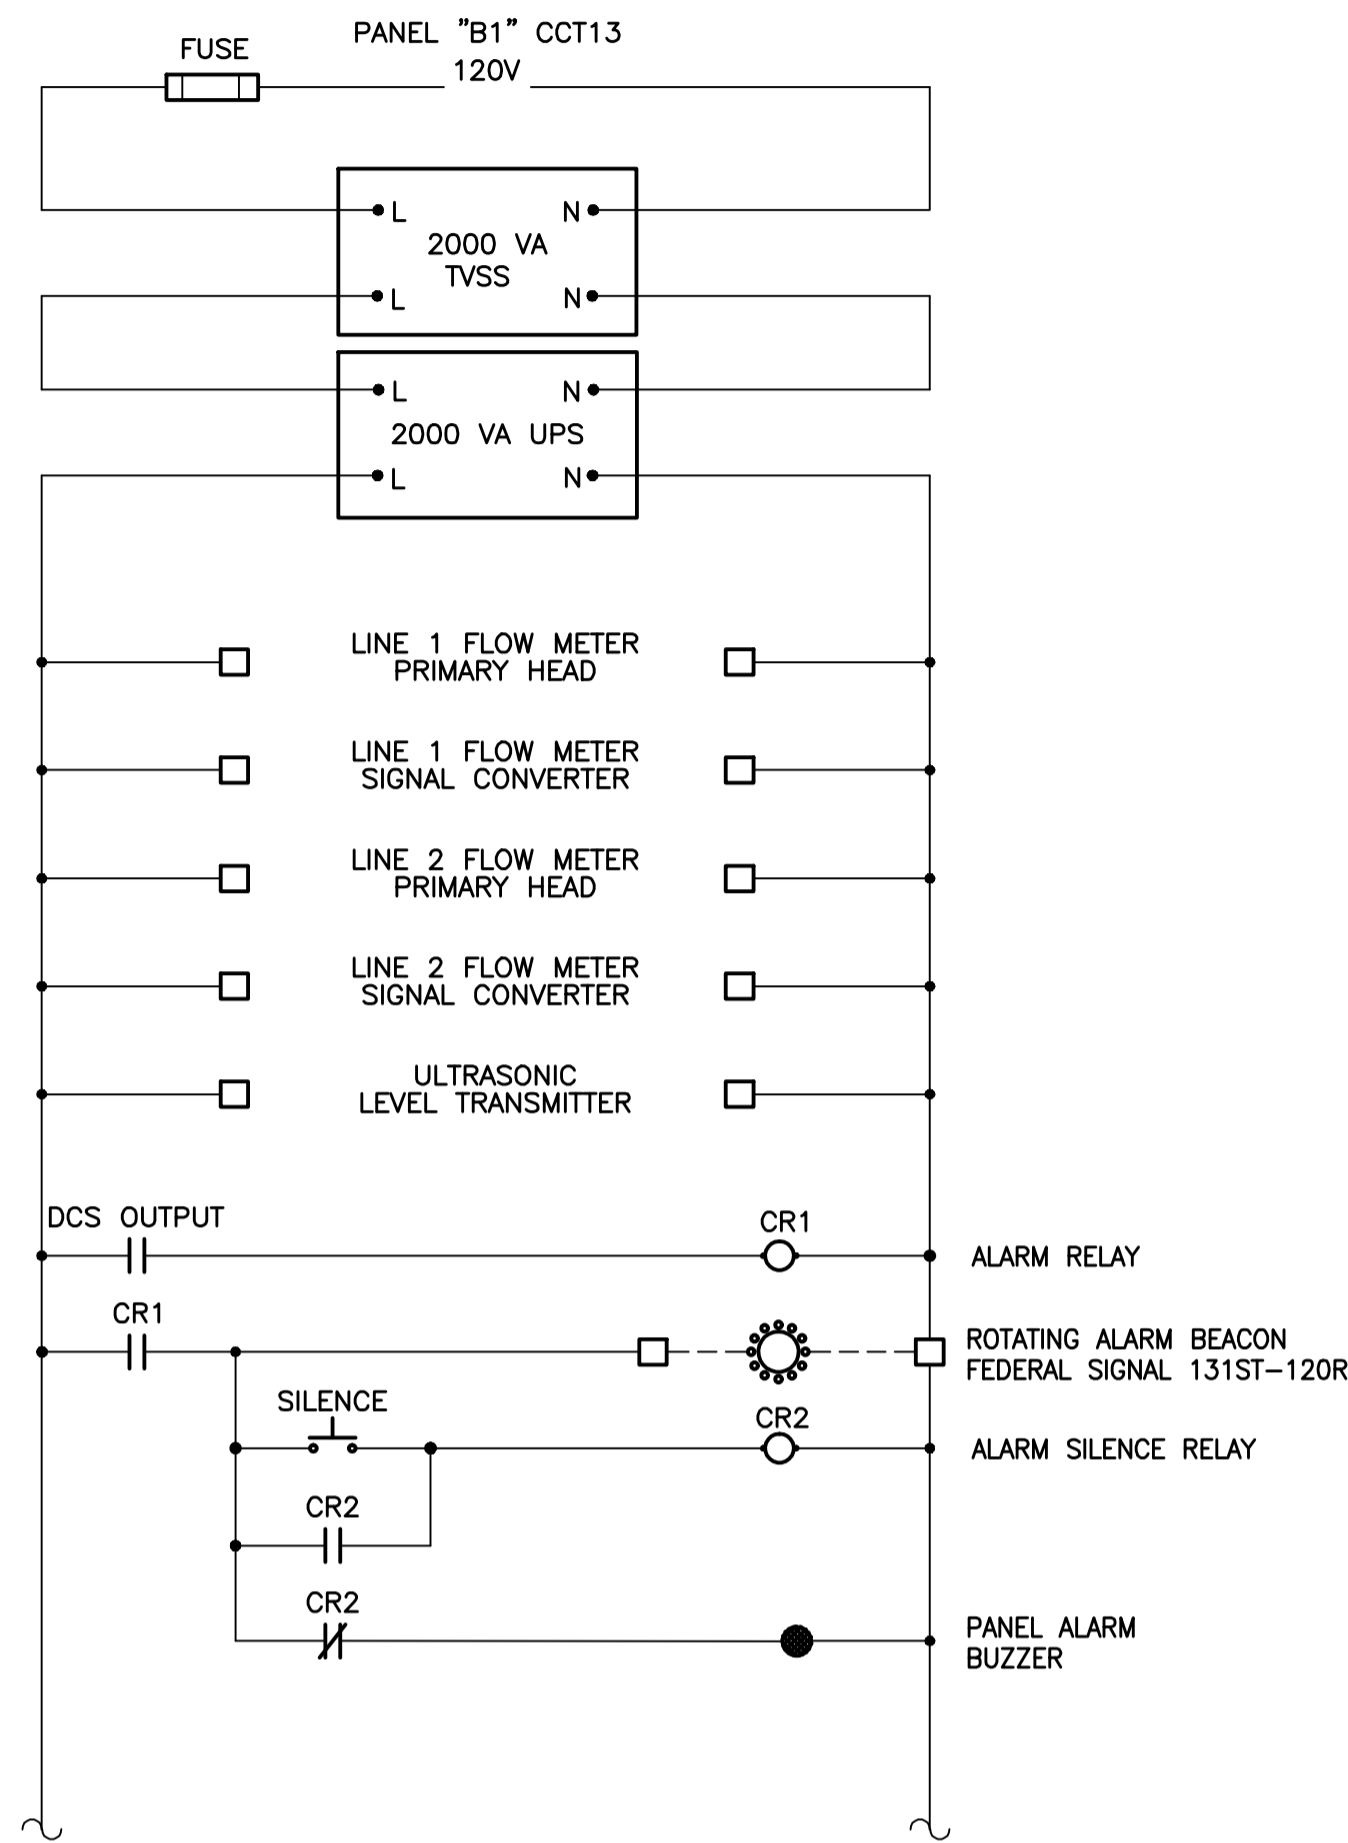 PANEL "B1" CCT13
FUSE
120V
L N
2000 VA
TVSS
L N
L N
2000 VA UPS
L N
LINE 1 FLOW METER
PRIMARY HEAD
LINE 1 FLOW METER
SIGNAL CONVERTER
LINE 2 FLOW METER
PRIMARY HEAD
LINE 2 FLOW METER
SIGNAL CONVERTER
ULTRASONIC
LEVEL TRANSMITTER
DCS OUTPUT
CR1
ALARM RELAY
CR1
ROTATING ALARM BEACON
FEDERAL SIGNAL 131ST-120R
SILENCE
CR2
ALARM SILENCE RELAY
CR2
CR2
PANEL ALARM
BUZZER